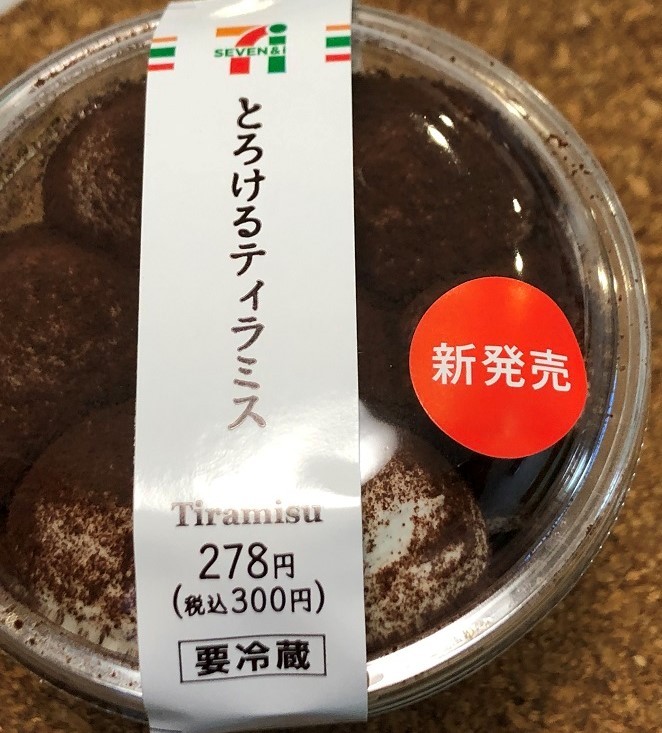 SEVEN&i
とろけるティラミス
新発売
Tiramisu
278円
(税込300円)
要冷蔵